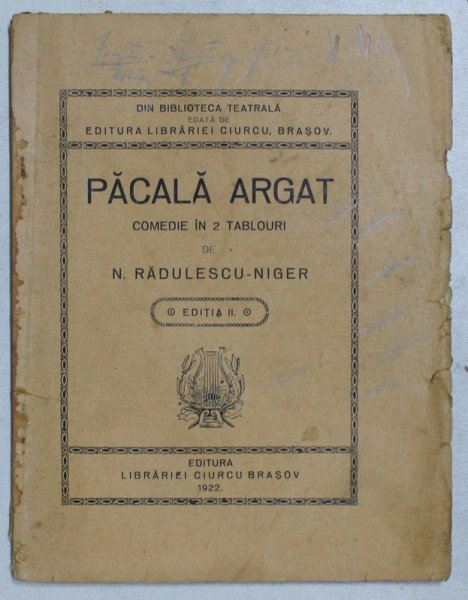 DIN BIBLIOTECA TEATRALĂ
EDATĂ DE
EDITURA LIBRĂRIEI CIURCU, BRAȘOV.
PĂCALĂ ARGAT
COMEDIE ÎN 2 TABLOURI
DE
N. RĂDULESCU-NIGER
EDIȚIA II.
EDITURA
LIBRĂRIEI CIURCU BRAȘOV
1922.